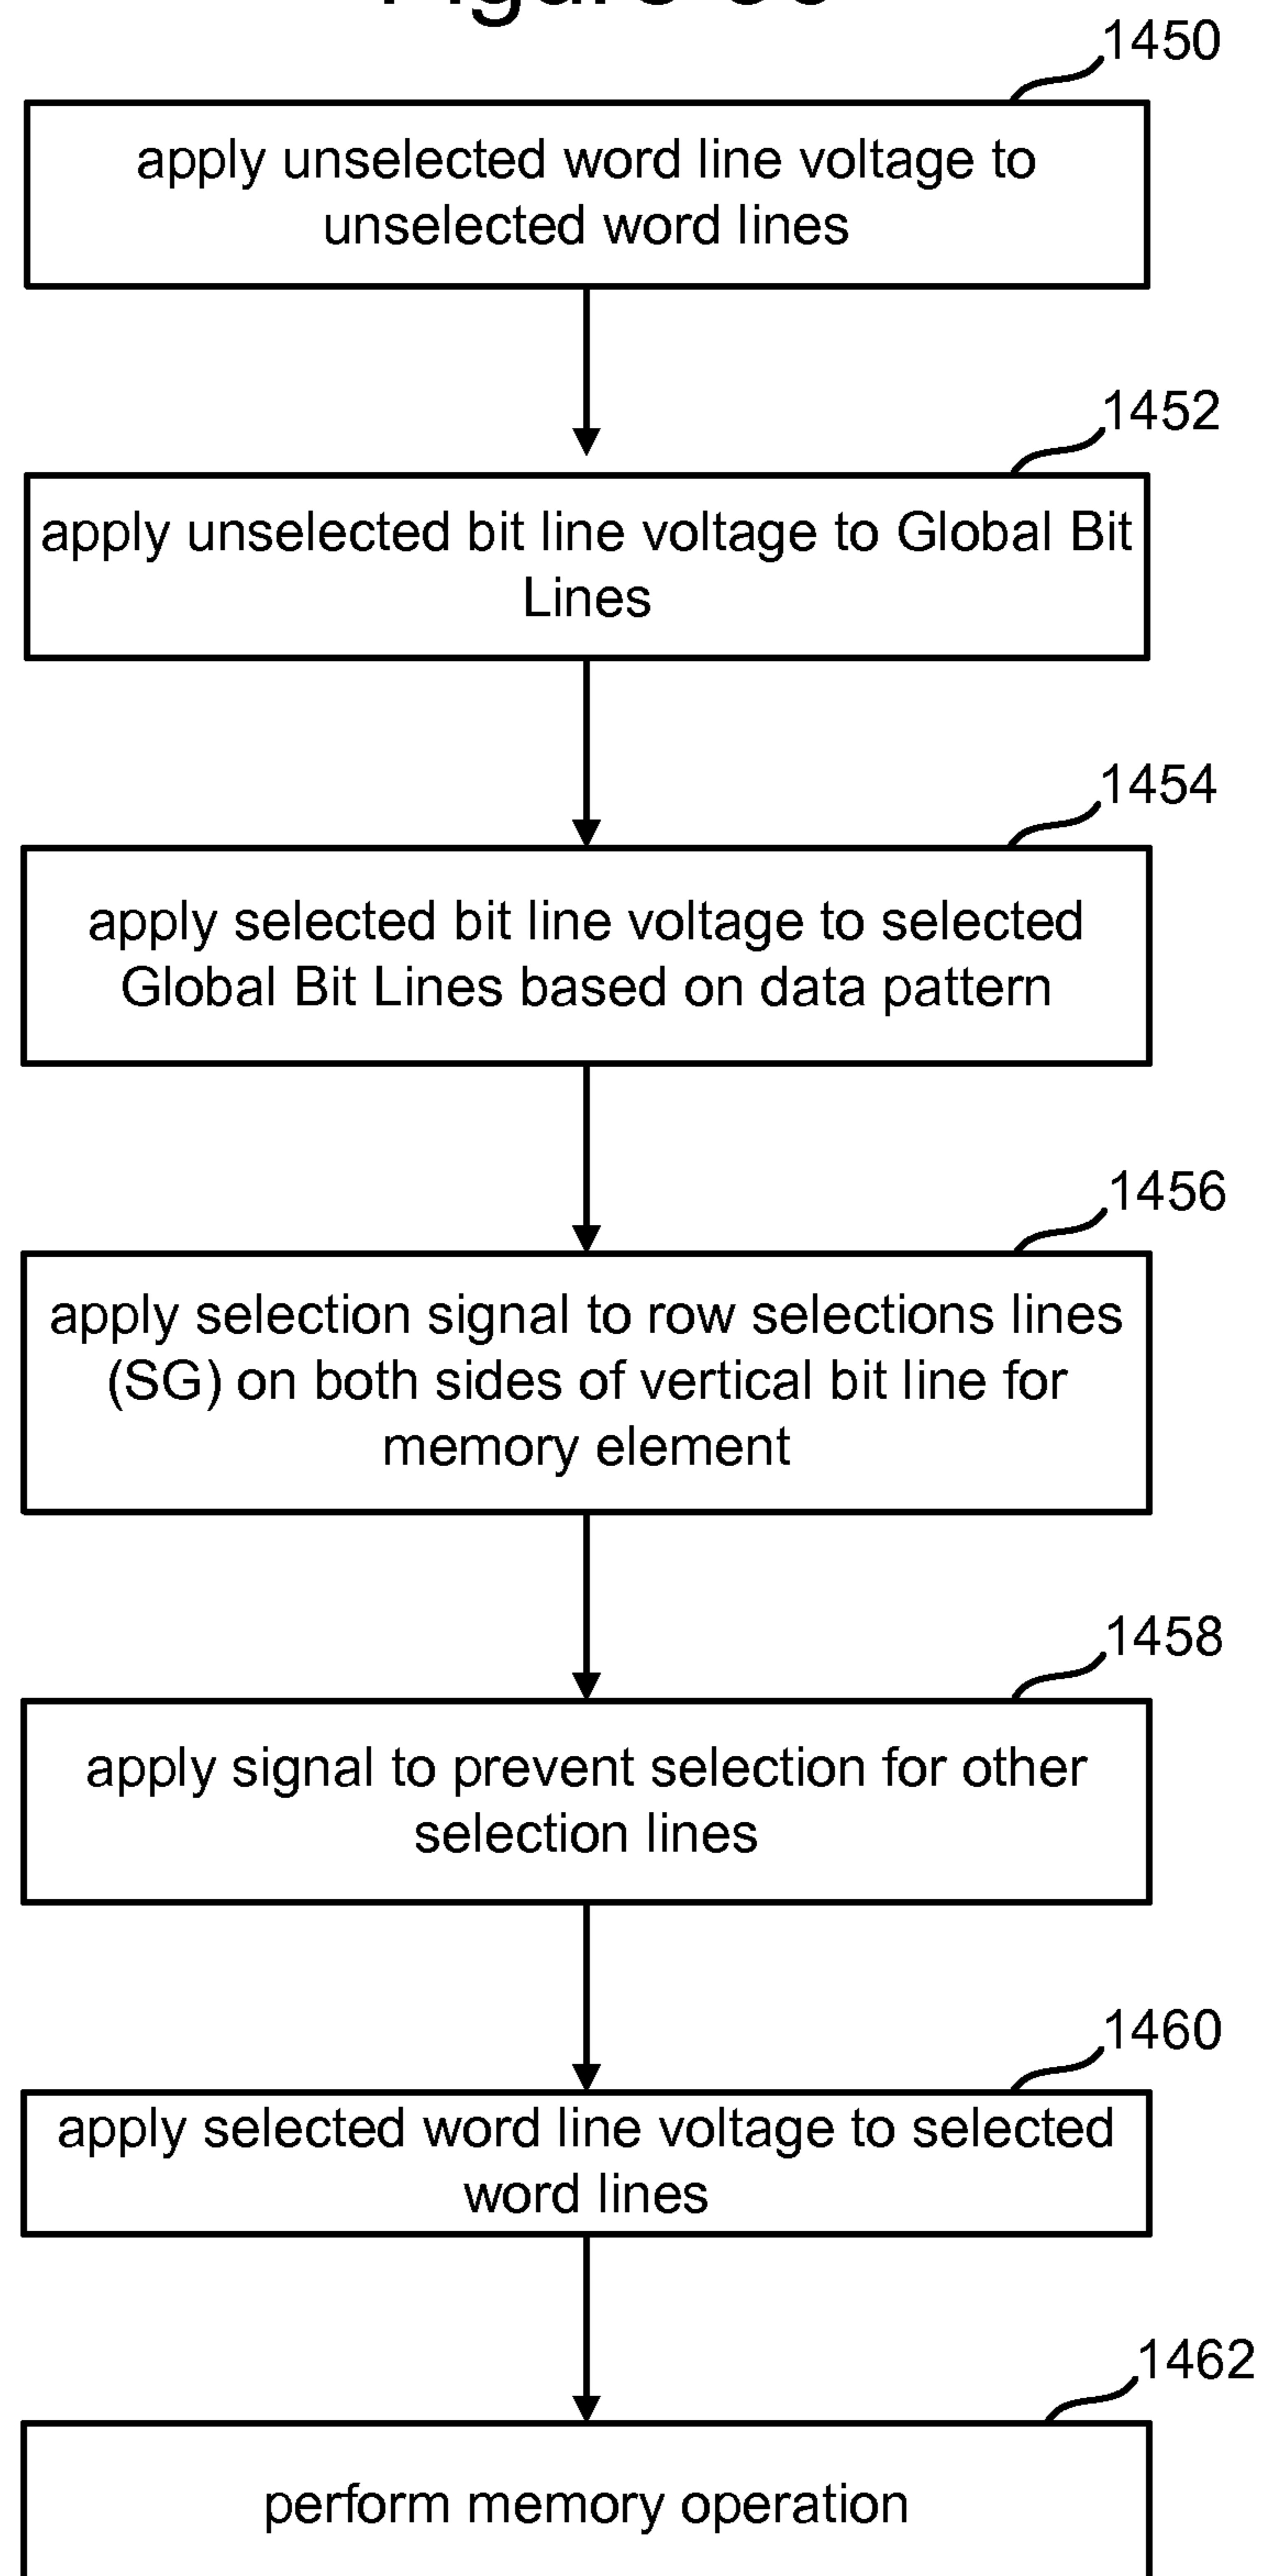 1450
apply unselected word line voltage to
unselected word lines
1452
apply unselected bit line voltage to Global Bit
Lines
1454
apply selected bit line voltage to selected
Global Bit Lines based on data pattern
1456
apply selection signal to row selections lines
(SG) on both sides of vertical bit line for
memory element
1458
apply signal to prevent selection for other
selection lines
1460
apply selected word line voltage to selected
word lines
1462
perform memory operation